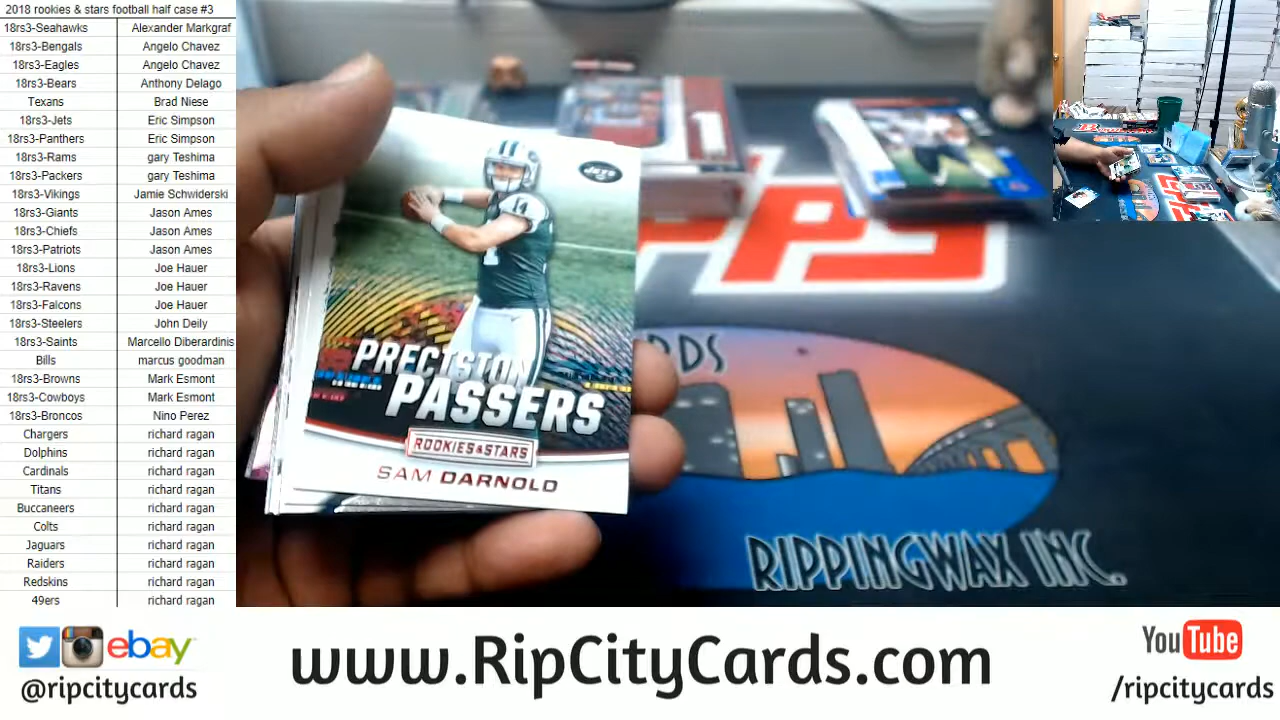 2018 rookies & stars football half case #3
18rs3-Seahawks Alexander Markgraf
18rs3-Bengals Angelo Chavez
18rs3-Eagles Angelo Chavez
18rs3-Bears Anthony Delago
Texans Brad Niese
18rs3-Jets Eric Simpson
18rs3-Panthers Eric Simpson
18rs3-Rams gary Teshima
18rs3-Packers gary Teshima
18rs3-Vikings Jamie Schwiderski
18rs3-Giants Jason Ames
18rs3-Chiefs Jason Ames
18rs3-Patriots Jason Ames
18rs3-Lions Joe Hauer
18rs3-Ravens Joe Hauer
18rs3-Falcons Joe Hauer
18rs3-Steelers John Deily
18rs3-Saints Marcello Diberardinis
Bills marcus goodman
18rs3-Browns Mark Esmont
18rs3-Cowboys Mark Esmont
18rs3-Broncos Nino Perez
Chargers richard ragan
Dolphins richard ragan
Cardinals richard ragan
Titans richard ragan
Buccaneers richard ragan
Colts richard ragan
Jaguars richard ragan
Raiders richard ragan
Redskins richard ragan
49ers richard ragan
JETS
14
PRECISION
PASSERS
ROOKIES & STARS
SAM DARNOLD
RDS
RIPPINGWAX INC.
ebay
@ripcitycards
www.RipCityCards.com
YouTube
/ripcitycards